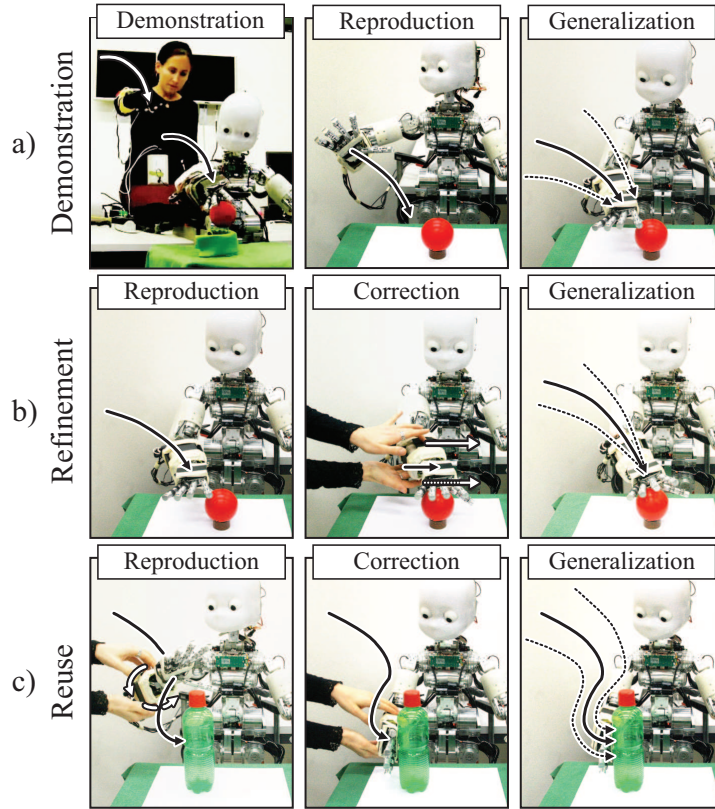 Demonstration Reproduction Generalization
a) Demonstration
Reproduction Correction Generalization
b) Refinement
Reproduction Correction Generalization
c) Reuse